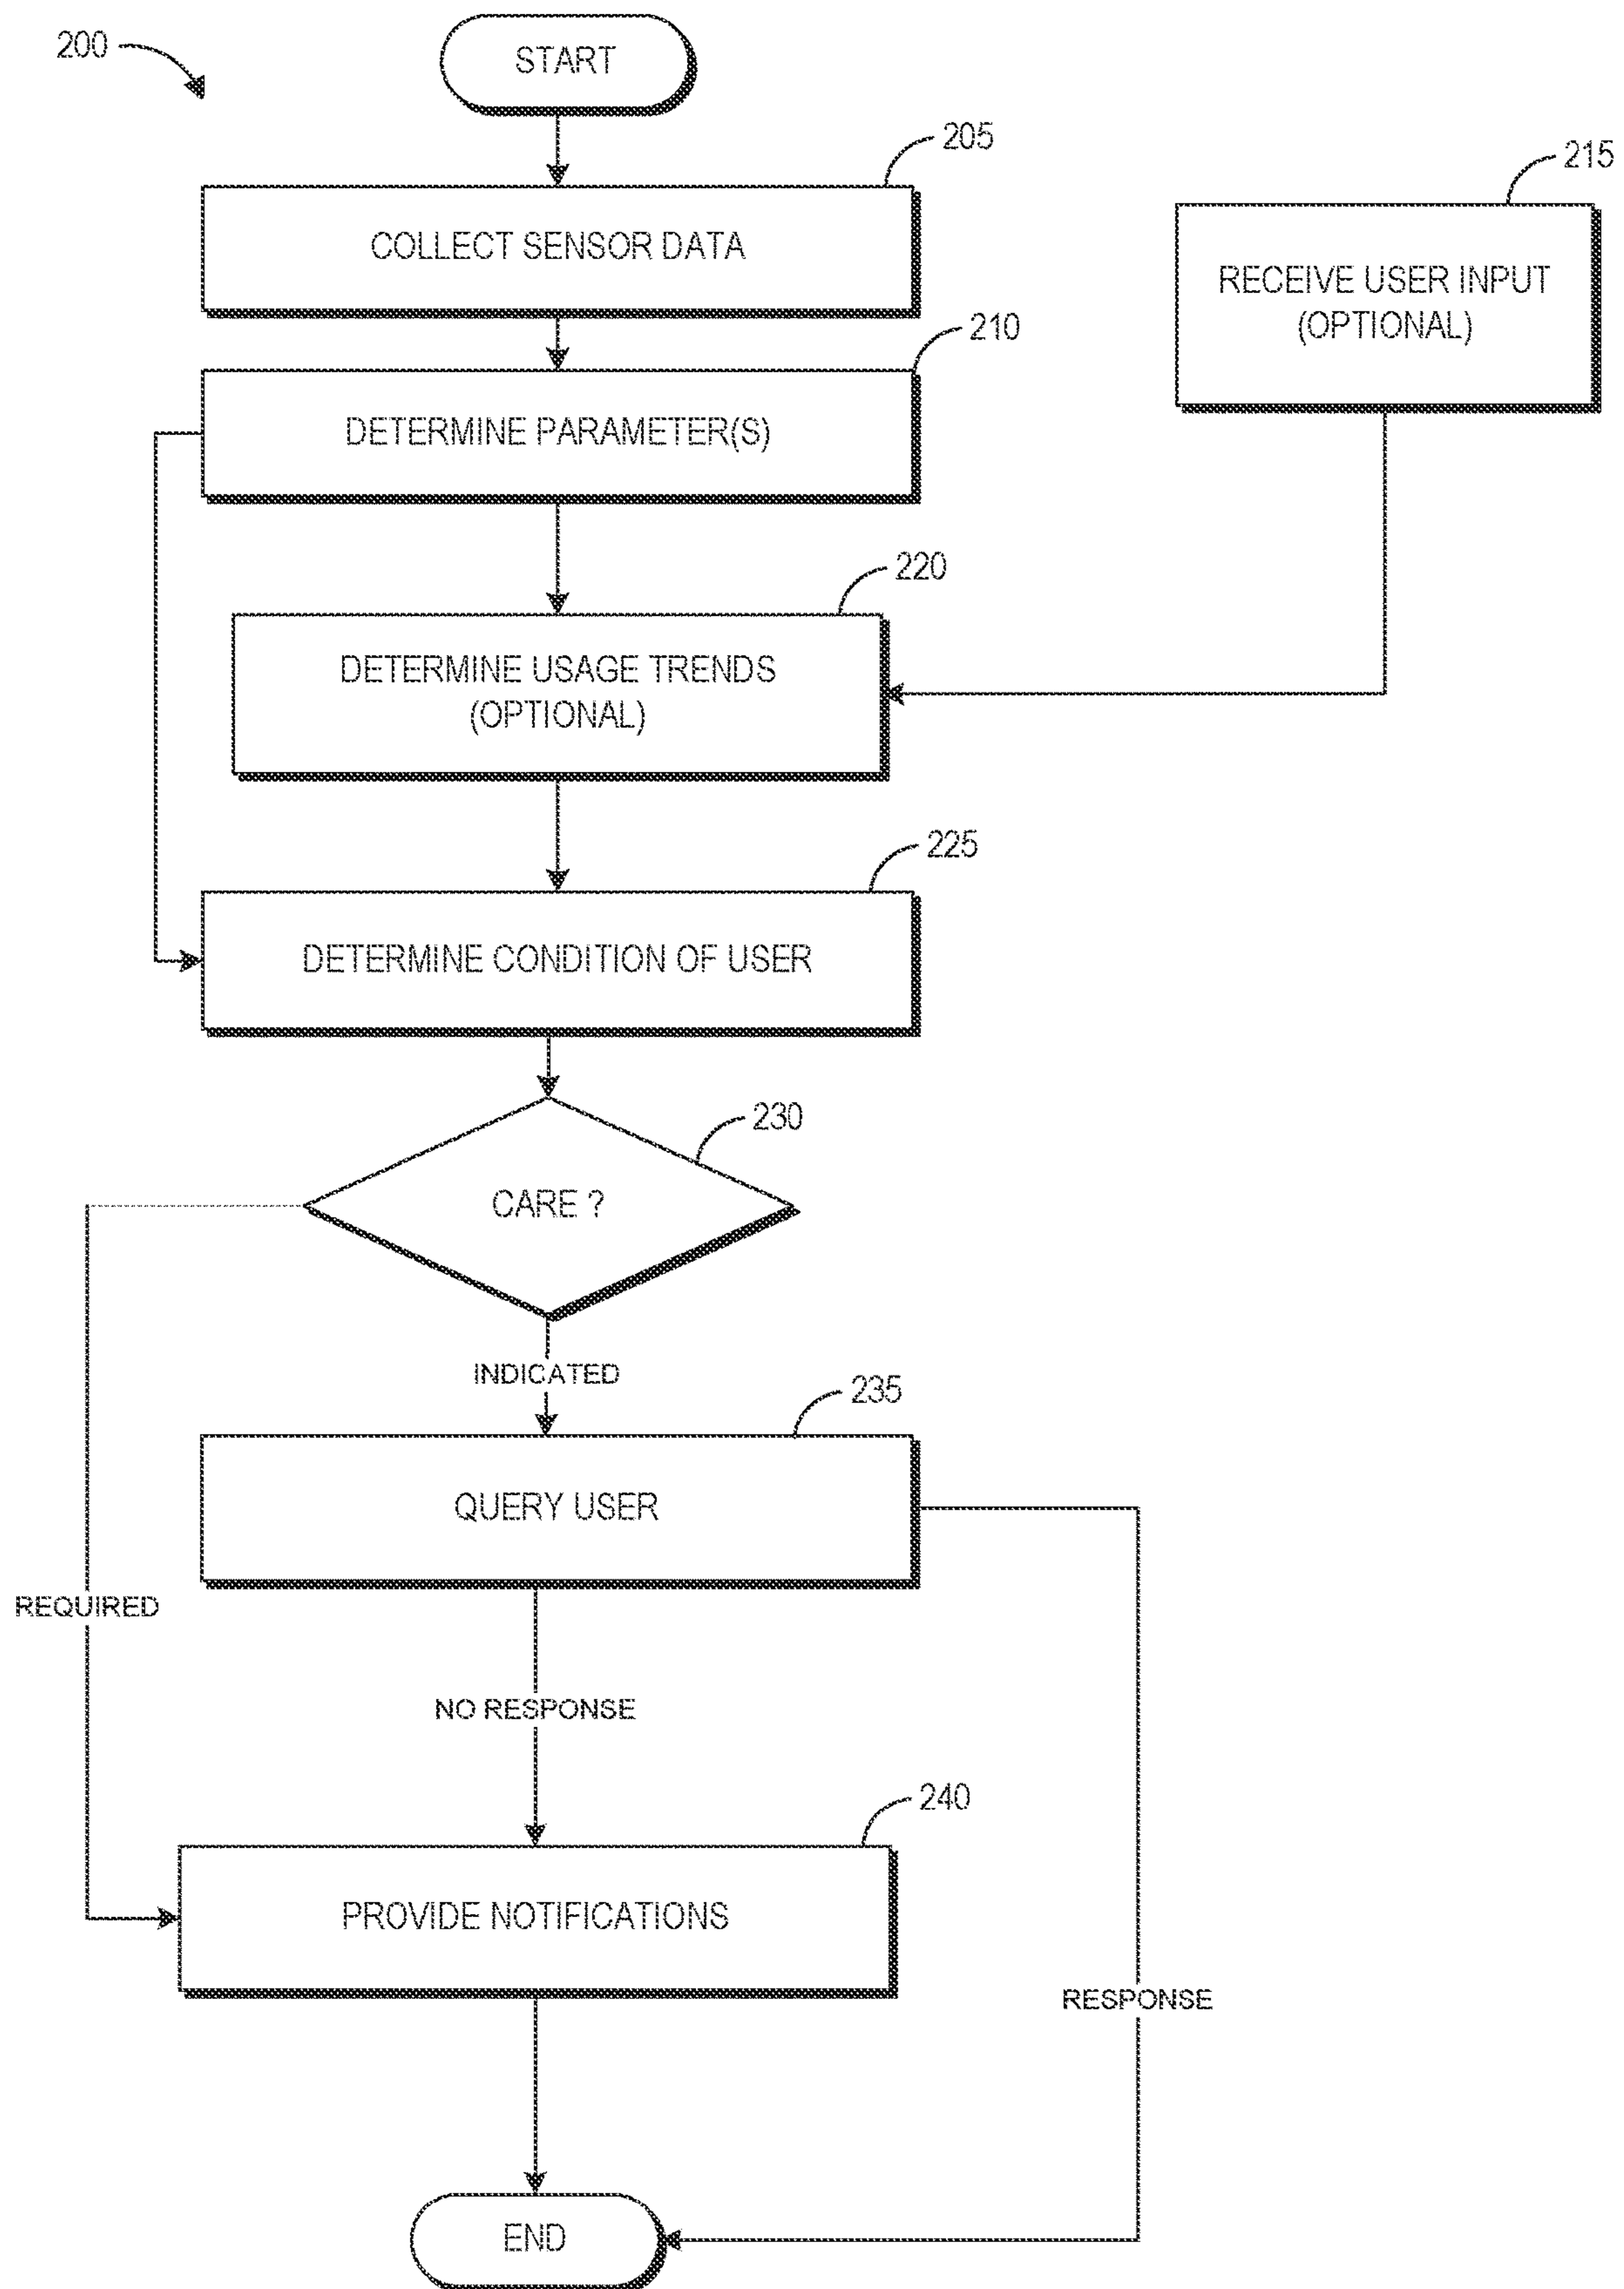 200
START
205
COLLECT SENSOR DATA
215
RECEIVE USER INPUT
(OPTIONAL)
210
DETERMINE PARAMETER(S)
220
DETERMINE USAGE TRENDS
(OPTIONAL)
225
DETERMINE CONDITION OF USER
230
CARE ?
INDICATED
235
QUERY USER
REQUIRED
NO RESPONSE
240
PROVIDE NOTIFICATIONS
RESPONSE
END